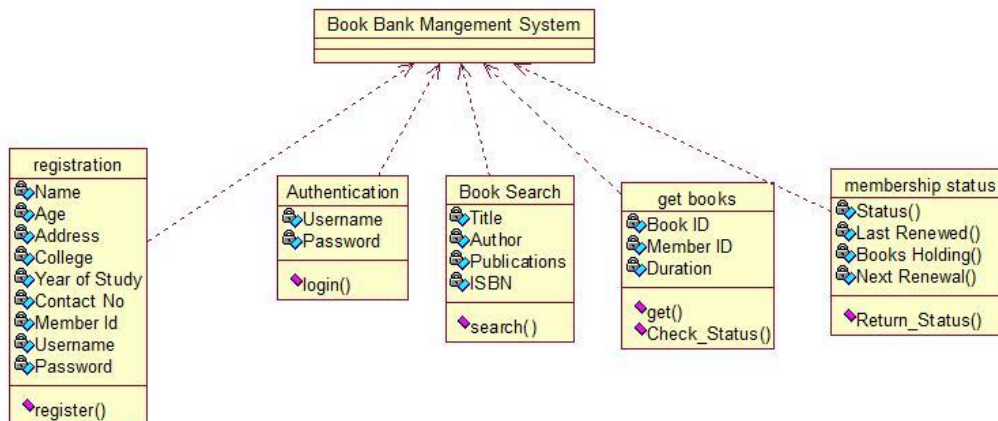 Book Bank Mangement System
registration
Name
Age
Address
College
Year of Study
Contact No
Member Id
Username
Password
register()
Authentication
Username
Password
login()
Book Search
Title
Author
Publications
ISBN
search()
get books
Book ID
Member ID
Duration
get()
Check_Status()
membership status
Status()
Last Renewed()
Books Holding()
Next Renewal()
Return_Status()